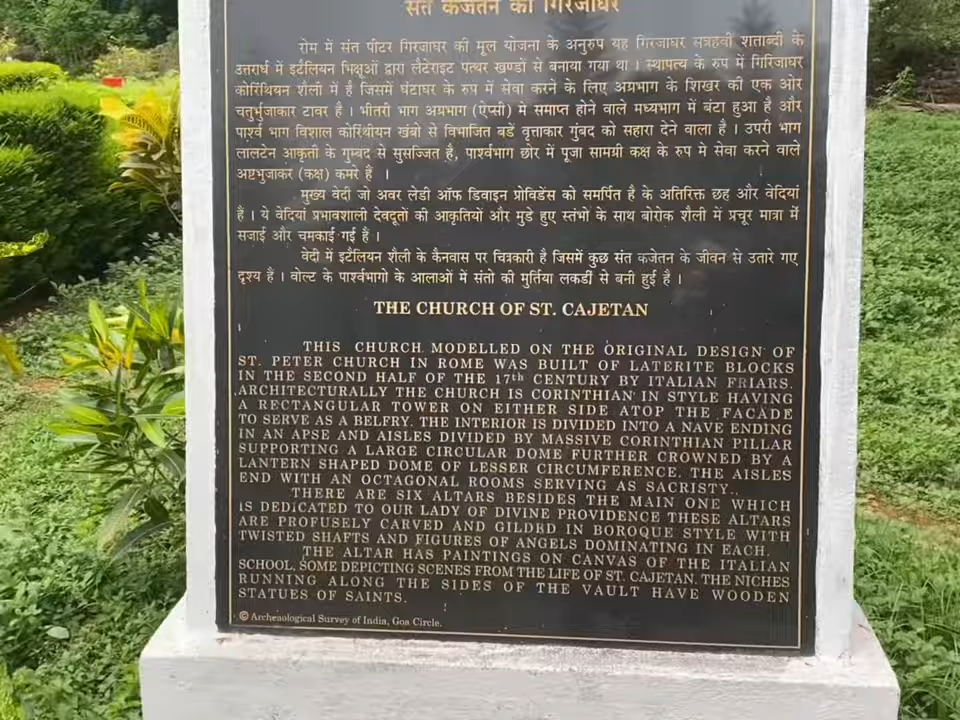 संत कजेतन का गिरजाघर
रोम में संत पीटर गिरजाघर की मूल योजना के अनुरुप यह गिरजाघर सत्रहवीं शताब्दी के
उत्तरार्ध में इटॅलियन भिक्षूओं द्वारा लैटेराइट पत्थर खण्डों से बनाया गया था । स्थापत्य के रुप में गिरिजाघर
कोरिंथियन शैली में हैं जिसमें घंटाघर के रुप में सेवा करने के लिए अग्रभाग के शिखर की एक ओर
चतुर्भुजाकार टावर है । भीतरी भाग अग्रभाग (ऐप्सी) मे समाप्त होने वाले मध्यभाग में बंटा हुआ है और
पार्श्व भाग विशाल कोरिंथीयन खंबो से विभाजित बडें वृत्ताकार गुंबद को सहारा देने वाला है । उपरी भाग
लालटेन आकृती के गुम्बद से सुसज्जित है, पार्श्वभाग छोर में पूजा सामग्री कक्ष के रुप मे सेवा करने वाले
अष्टभुजाकर (कक्ष) कमरे हैं ।
मुख्य वेदी जो अवर लेडी ऑफ डिवाइन प्रोविडेंस को समर्पित है के अतिरिक्त छह और वेदियां
हैं । ये वेदियां प्रभावशाली देवदूतों की आकृतियों और मुडे हुए स्तंभो के साथ बोरोक शैली में प्रचूर मात्रा में
सजाई और चमकाई गई हैं ।
वेदी में इटॅलियन शैली के कैनवास पर चित्रकारी है जिसमें कुछ संत कजेतन के जीवन से उतारे गए
दृश्य हैं । वोल्ट के पार्श्वभागो के आलाओं में संतो की मुर्तिया लकडीं से बनी हुई है ।
THE CHURCH OF ST. CAJETAN
THIS CHURCH MODELLED ON THE ORIGINAL DESIGN OF
ST. PETER CHURCH IN ROME WAS BUILT OF LATERITE BLOCKS
IN THE SECOND HALF OF THE 17th CENTURY BY ITALIAN FRIARS.
ARCHITECTURALLY THE CHURCH IS CORINTHIAN IN STYLE HAVING
A RECTANGULAR TOWER ON EITHER SIDE ATOP THE FACADE
TO SERVE AS A BELFRY. THE INTERIOR IS DIVIDED INTO A NAVE ENDING
IN AN APSE AND AISLES DIVIDED BY MASSIVE CORINTHIAN PILLAR
SUPPORTING A LARGE CIRCULAR DOME FURTHER CROWNED BY A
LANTERN SHAPED DOME OF LESSER CIRCUMFERENCE. THE AISLES
END WITH AN OCTAGONAL ROOMS SERVING AS SACRISTY.
THERE ARE SIX ALTARS BESIDES THE MAIN ONE WHICH
IS DEDICATED TO OUR LADY OF DIVINE PROVIDENCE THESE ALTARS
ARE PROFUSELY CARVED AND GILDED IN BOROQUE STYLE WITH
TWISTED SHAFTS AND FIGURES OF ANGELS DOMINATING IN EACH.
THE ALTAR HAS PAINTINGS ON CANVAS OF THE ITALIAN
SCHOOL, SOME DEPICTING SCENES FROM THE LIFE OF ST. CAJETAN. THE NICHES
RUNNING ALONG THE SIDES OF THE VAULT HAVE WOODEN
STATUES OF SAINTS.
© Archeaological Survey of India, Goa Circle.